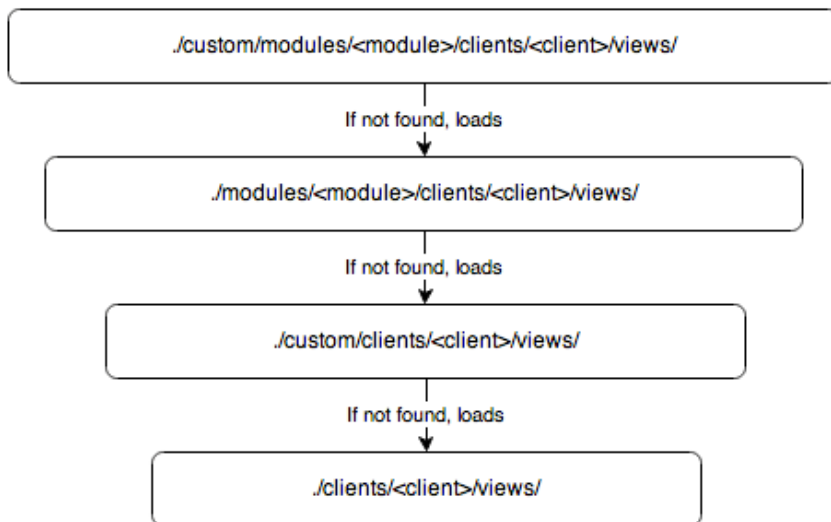 ./custom/modules/<module>/clients/<client>/views/
If not found, loads
./modules/<module>/clients/<client>/views/
If not found, loads
./custom/clients/<client>/views/
If not found, loads
./clients/<client>/views/